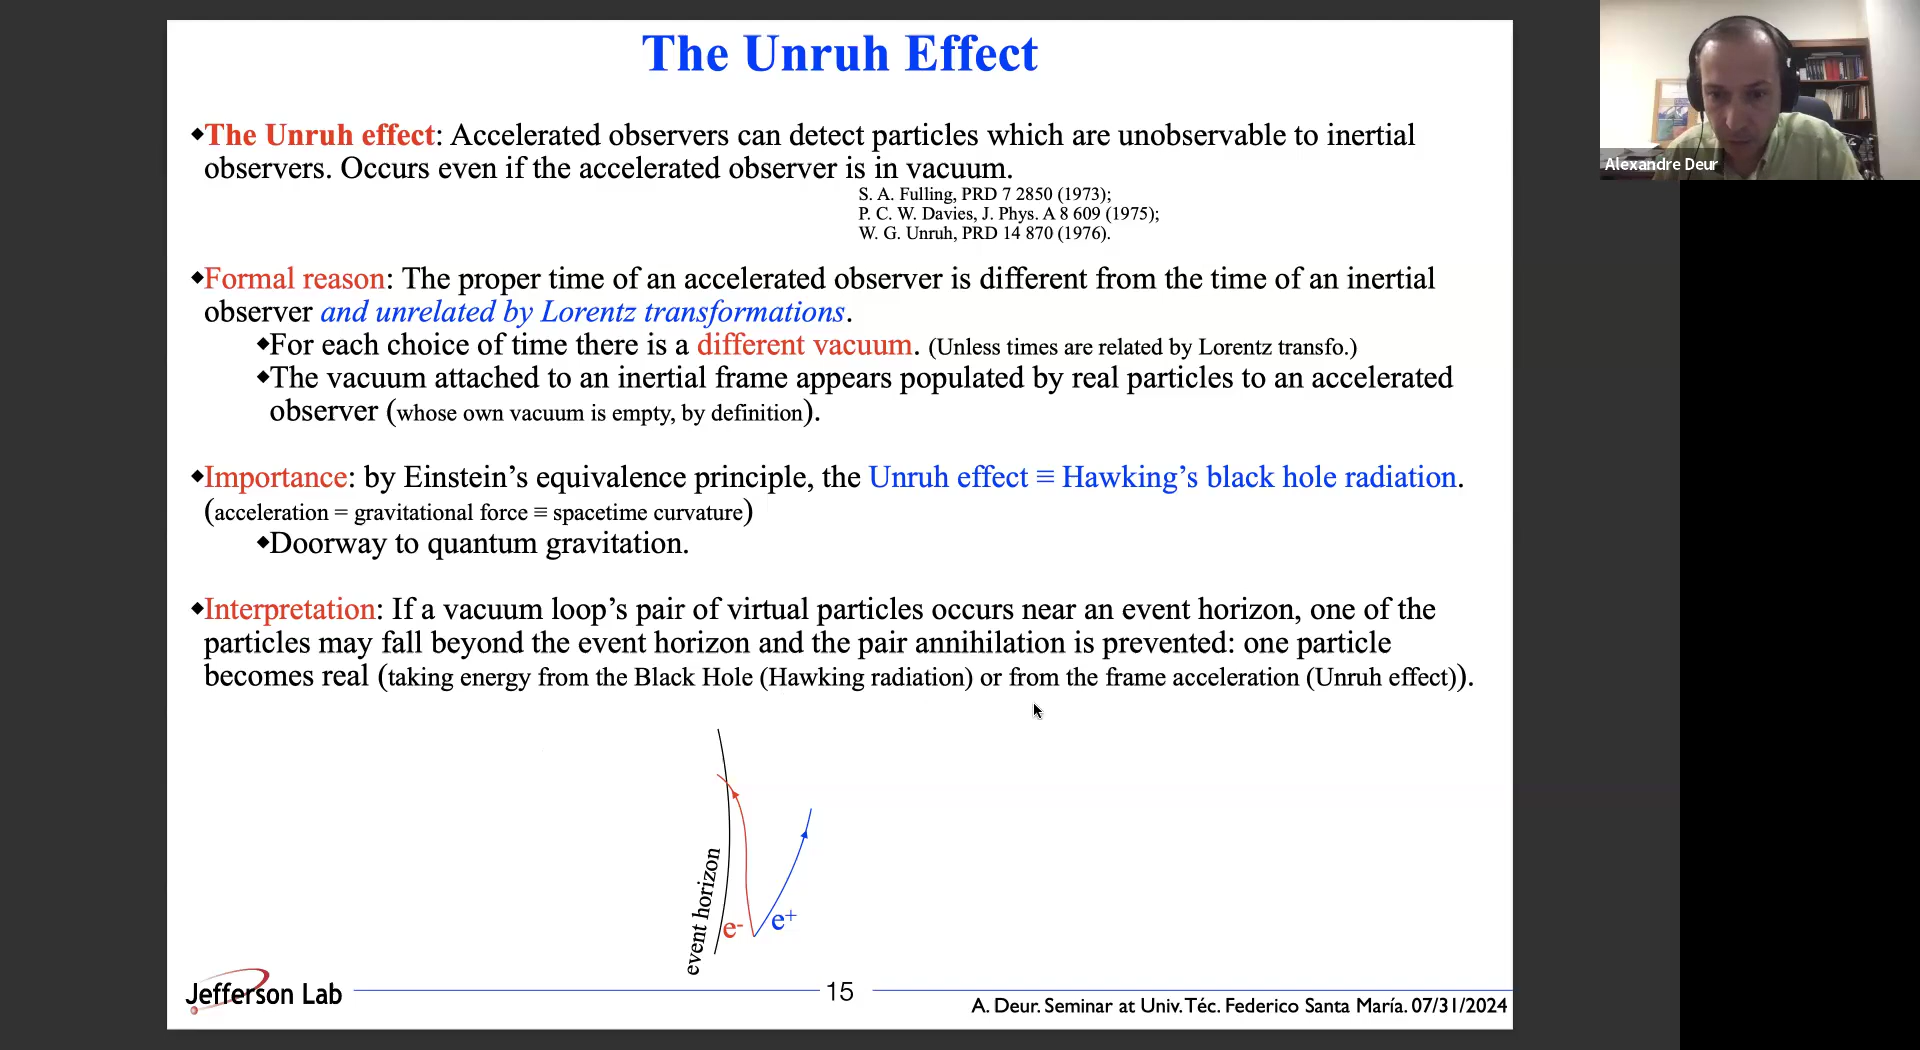 The Unruh Effect
Alexandre Deur
◆The Unruh effect: Accelerated observers can detect particles which are unobservable to inertial
observers. Occurs even if the accelerated observer is in vacuum.
S. A. Fulling, PRD 7 2850 (1973);
P. C. W. Davies, J. Phys. A 8 609 (1975);
W. G. Unruh, PRD 14 870 (1976).
◆Formal reason: The proper time of an accelerated observer is different from the time of an inertial
observer and unrelated by Lorentz transformations.
◆For each choice of time there is a different vacuum. (Unless times are related by Lorentz transfo.)
◆The vacuum attached to an inertial frame appears populated by real particles to an accelerated
observer (whose own vacuum is empty, by definition).
◆Importance: by Einstein’s equivalence principle, the Unruh effect ≡ Hawking’s black hole radiation.
(acceleration = gravitational force ≡ spacetime curvature)
◆Doorway to quantum gravitation.
◆Interpretation: If a vacuum loop’s pair of virtual particles occurs near an event horizon, one of the
particles may fall beyond the event horizon and the pair annihilation is prevented: one particle
becomes real (taking energy from the Black Hole (Hawking radiation) or from the frame acceleration (Unruh effect)).
event horizon
e-
e+
Jefferson Lab
15
A. Deur. Seminar at Univ. Téc. Federico Santa María. 07/31/2024